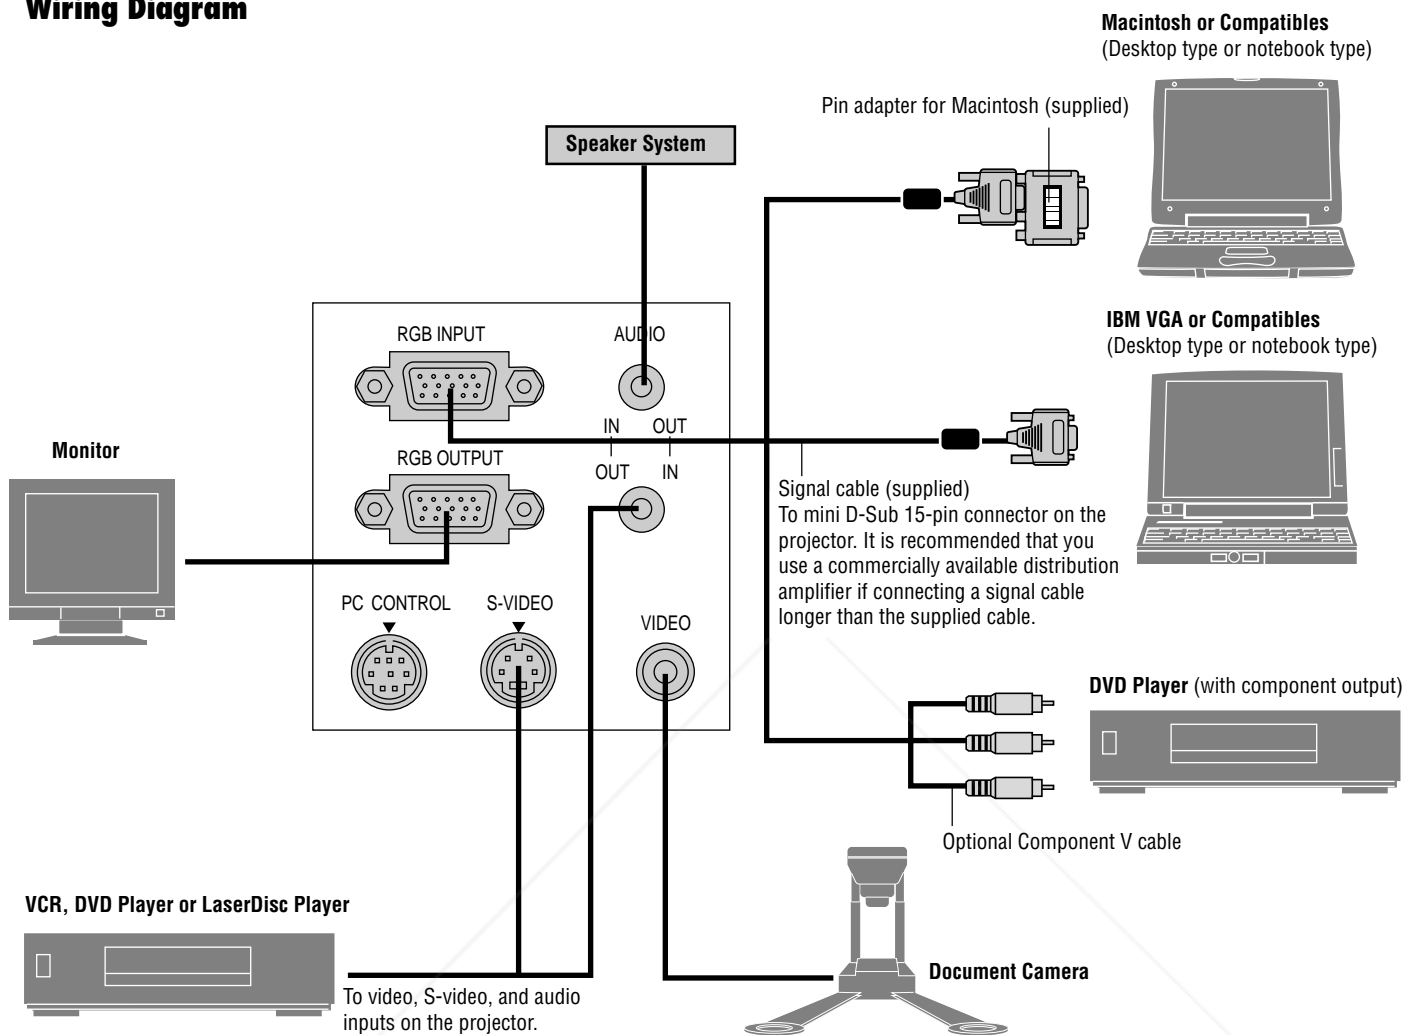 Wiring Diagram
Macintosh or Compatibles
(Desktop type or notebook type)
Pin adapter for Macintosh (supplied)
Speaker System
IBM VGA or Compatibles
(Desktop type or notebook type)
RGB INPUT
AUDIO
IN
OUT
Monitor
RGB OUTPUT
OUT
IN
Signal cable (supplied)
To mini D-Sub 15-pin connector on the
projector. It is recommended that you
use a commercially available distribution
amplifier if connecting a signal cable
longer than the supplied cable.
PC CONTROL
S-VIDEO
VIDEO
DVD Player (with component output)
Optional Component V cable
VCR, DVD Player or LaserDisc Player
To video, S-video, and audio
inputs on the projector.
Document Camera